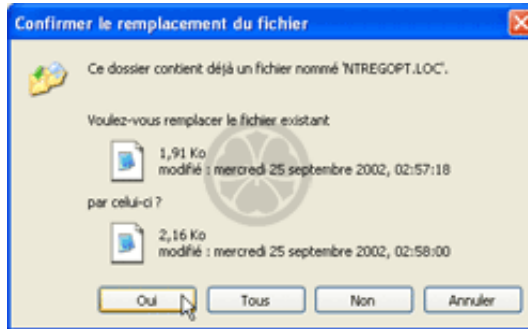 Confirmer le remplacement du fichier
Ce dossier contient déjà un fichier nommé 'NTREGOPT.LOC'.
Voulez-vous remplacer le fichier existant
1,91 Ko
modifié : mercredi 25 septembre 2002, 02:57:18
par celui-ci ?
2,16 Ko
modifié : mercredi 25 septembre 2002, 02:58:00
Oui Tous Non Annuler